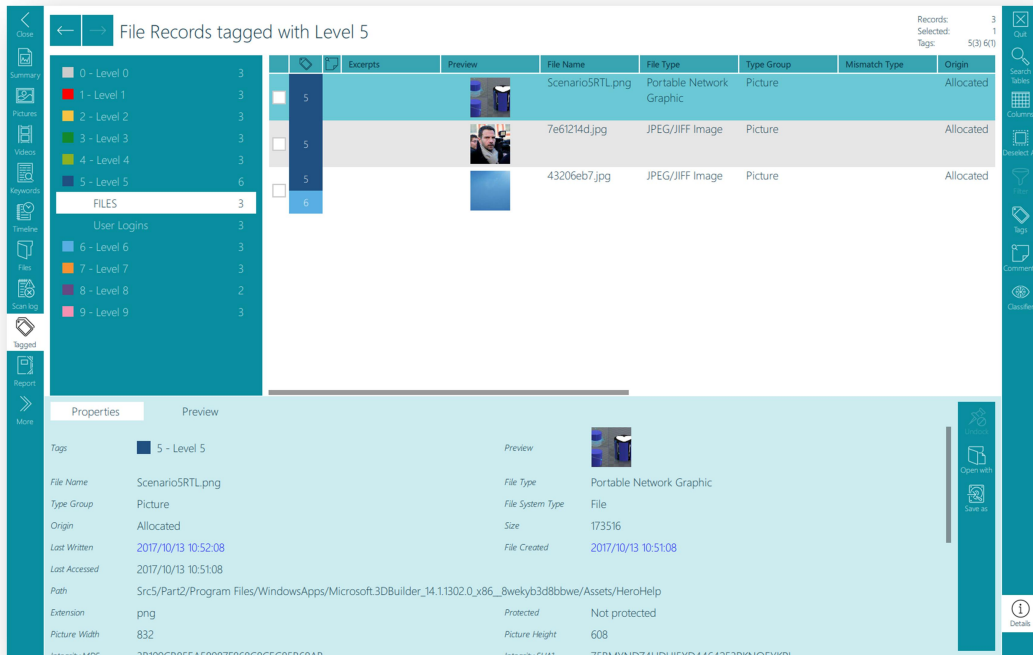 Close
File Records tagged with Level 5
Records: 3
Selected: 1
Tags: 5(3) 6(1)
Quit
Summary
Pictures
Videos
Keywords
Timeline
Files
Scan log
Tagged
Report
More
0 - Level 0 3
1 - Level 1 3
2 - Level 2 3
3 - Level 3 3
4 - Level 4 3
5 - Level 5 6
FILES 3
User Logins 3
6 - Level 6 3
7 - Level 7 3
8 - Level 8 2
9 - Level 9 3
Excerpts Preview File Name File Type Type Group Mismatch Type Origin
5 Scenario5RTL.png Portable Network Picture Allocated
Graphic
5 7e61214d.jpg JPEG/JIFF Image Picture Allocated
5 43206eb7.jpg JPEG/JIFF Image Picture Allocated
6
Search
Tables
Columns
Deselect
Filter
Tags
Comment
Classifier
Properties Preview
Tags 5 - Level 5 Preview
File Name Scenario5RTL.png File Type Portable Network Graphic
Type Group Picture File System Type File
Origin Allocated Size 173516
Last Written 2017/10/13 10:52:08 File Created 2017/10/13 10:51:08
Last Accessed 2017/10/13 10:51:08
Path Src5/Part2/Program Files/WindowsApps/Microsoft.3DBuilder_14.1.1302.0_x86__8wekyb3d8bbwe/Assets/HeroHelp
Extension png Protected Not protected
Picture Width 832 Picture Height 608
Open with
Save as
Details